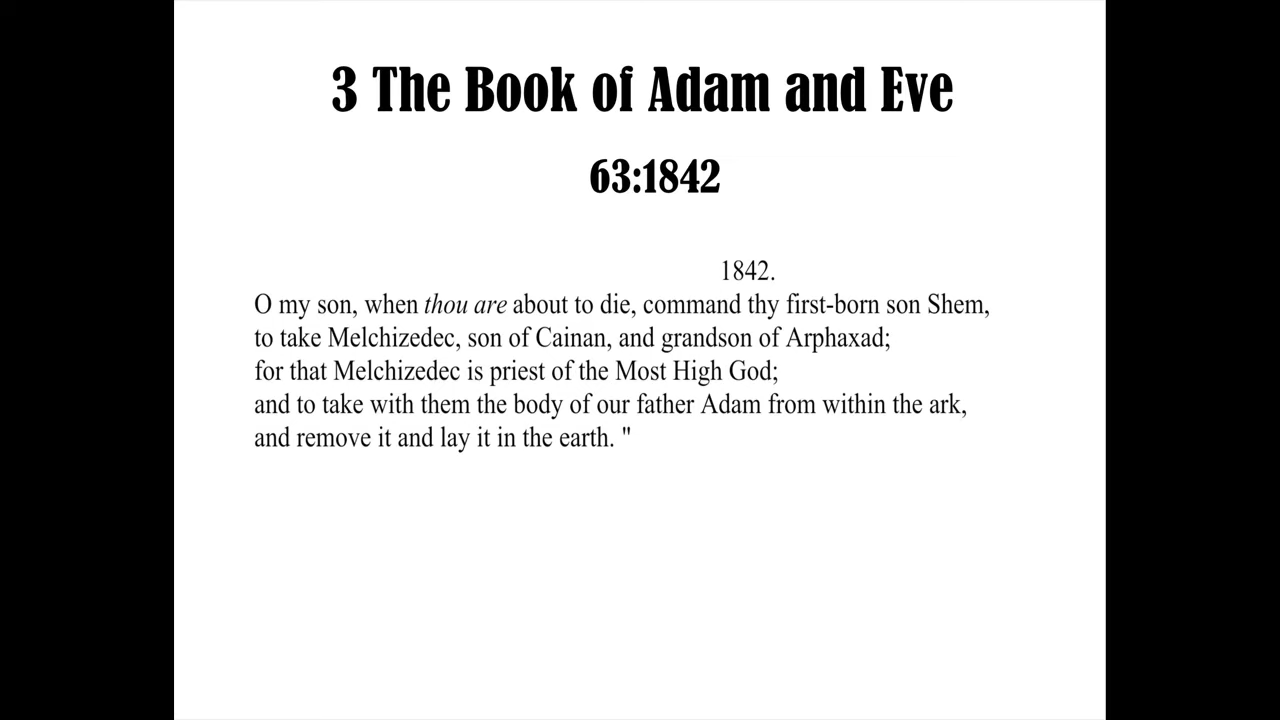 3 The Book of Adam and Eve
63:1842
1842.
O my son, when thou are about to die, command thy first-born son Shem,
to take Melchizedec, son of Cainan, and grandson of Arphaxad;
for that Melchizedec is priest of the Most High God;
and to take with them the body of our father Adam from within the ark,
and remove it and lay it in the earth. "